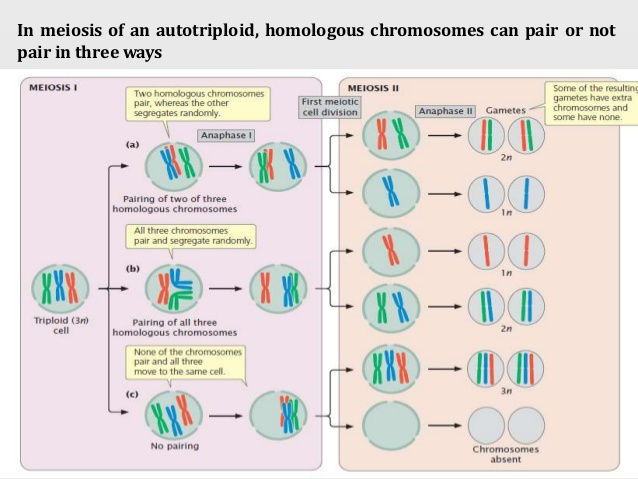 In meiosis of an autotriploid, homologous chromosomes can pair or not
pair in three ways
MEIOSIS I
Two homologous chromosomes
pair, whereas the other
segregates randomly.
Anaphase I
(a)
Pairing of two of three
homologous chromosomes
All three chromosomes
pair and segregate randomly.
(b)
Triploid (3n)
cell
Pairing of all three
homologous chromosomes
None of the chromosomes
pair and all three
move to the same cell.
(c)
No pairing
First meiotic
cell division
MEIOSIS II
Anaphase II
Gametes
Some of the resulting
gametes have extra
chromosomes and
some have none.
2n
1n
1n
2n
3n
Chromosomes
absent